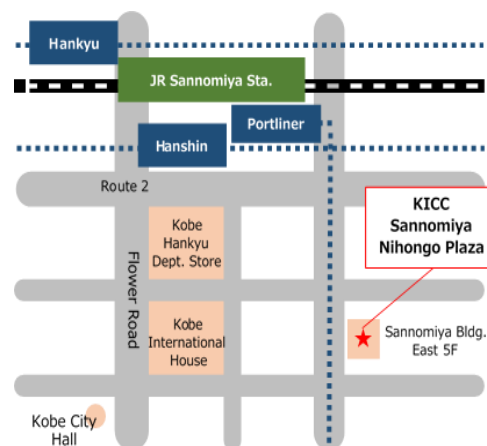 Hankyu
JR Sannomiya Sta.
Portliner
Hanshin
Route 2
KICC
Sannomiya
Nihongo Plaza
Kobe
Hankyu
Dept. Store
Flower Road
Kobe
International
House
Sannomiya Bldg.
East 5F
Kobe City
Hall